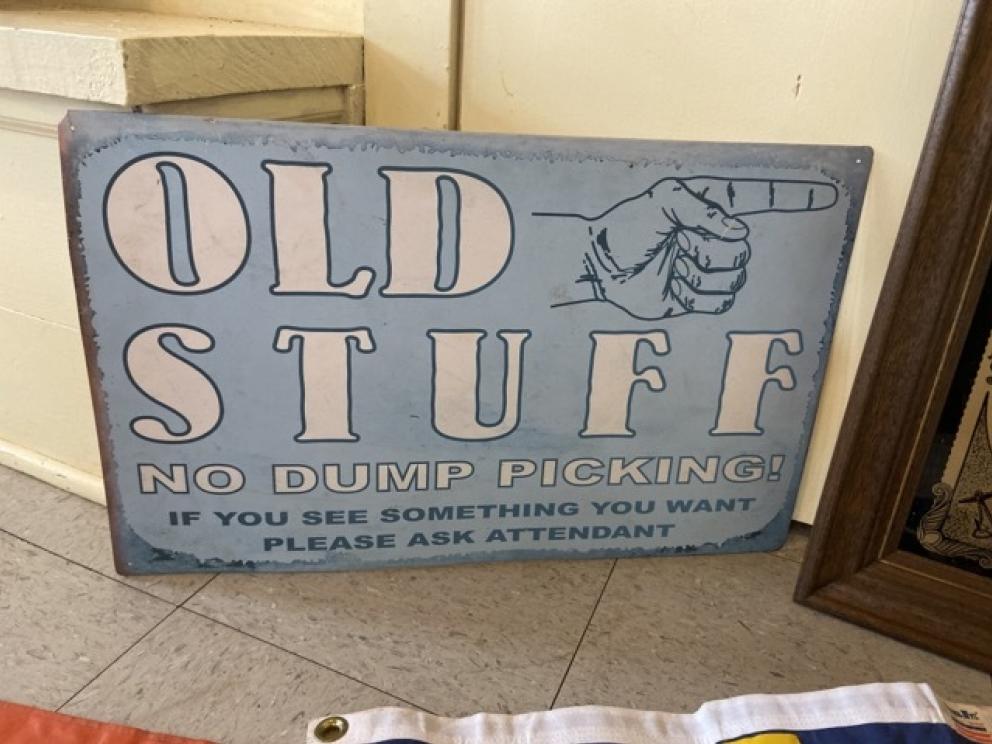 OLD
STUFF
NO DUMP PICKING!
IF YOU SEE SOMETHING YOU WANT
PLEASE ASK ATTENDANT